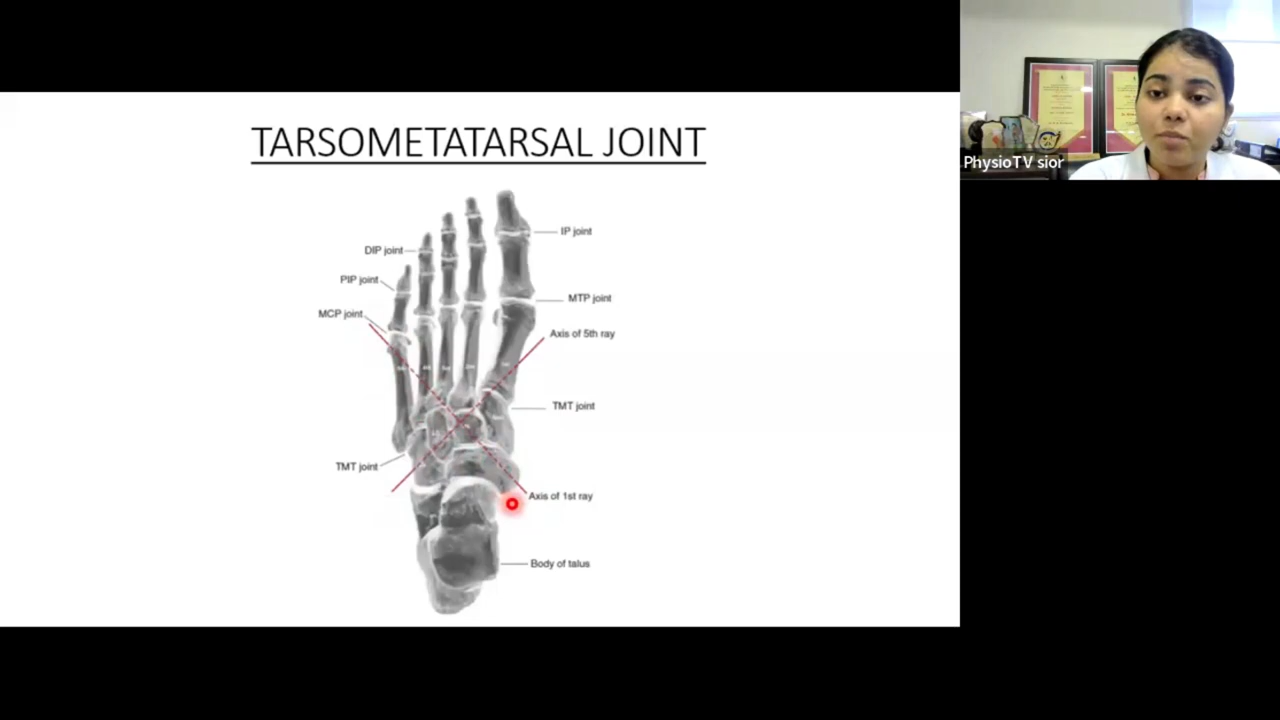 TARSOMETATARSAL JOINT
IP joint
DIP joint
PIP joint
MTP joint
MCP joint
Axis of 5th ray
TMT joint
TMT joint
Axis of 1st ray
Body of talus
PhysioTV sior